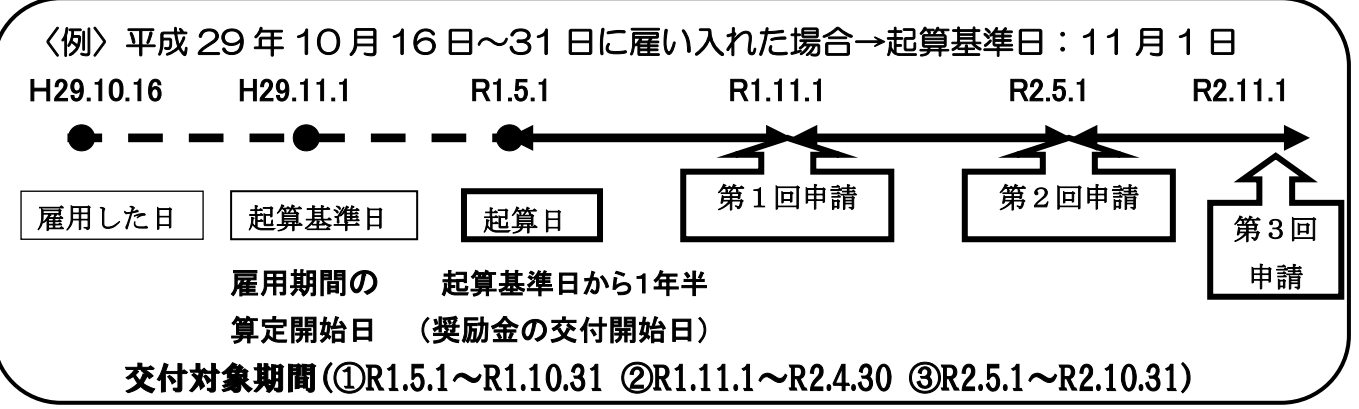 〈例〉平成29年10月16日～31日に雇い入れた場合→起算基準日：11月1日
H29.10.16 H29.11.1 R1.5.1 R1.11.1 R2.5.1 R2.11.1
雇用した日 起算基準日 起算日 第１回申請 第２回申請 第３回
申請
雇用期間の 起算基準日から1年半
算定開始日 （奨励金の交付開始日）
交付対象期間(①R1.5.1～R1.10.31 ②R1.11.1～R2.4.30 ③R2.5.1～R2.10.31)